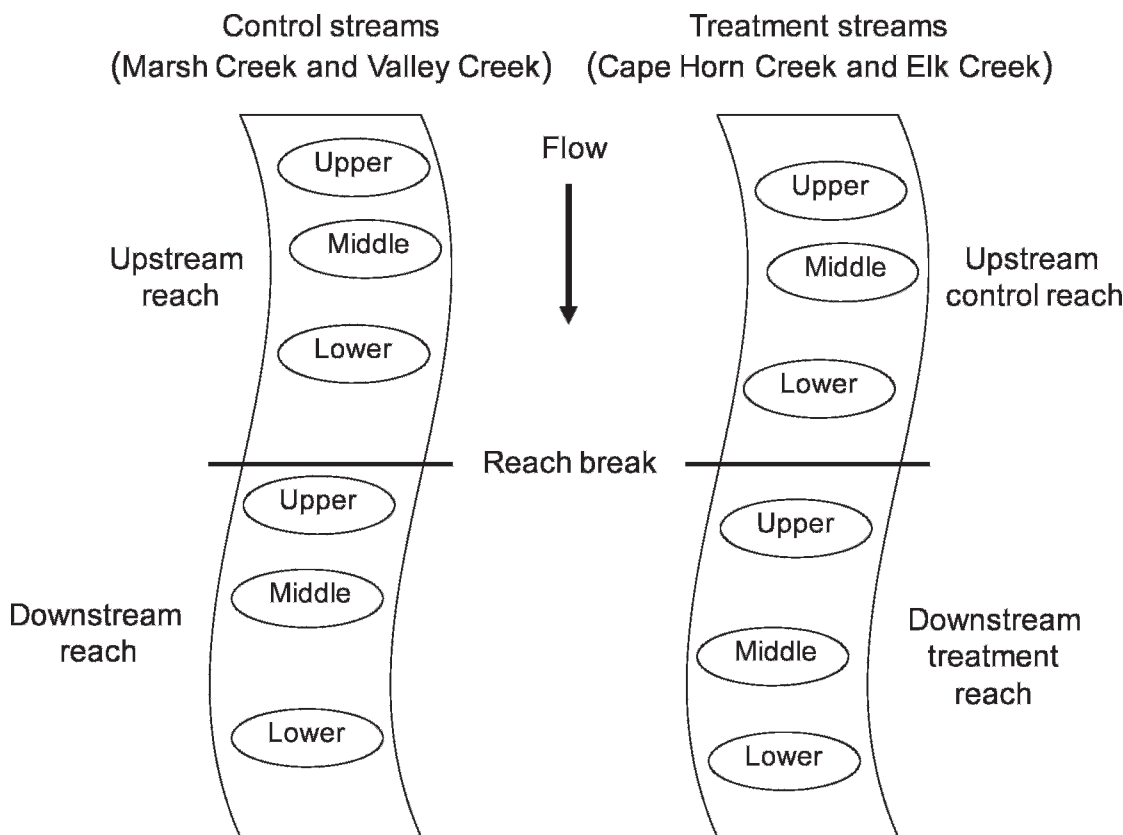 Control streams
(Marsh Creek and Valley Creek)
Treatment streams
(Cape Horn Creek and Elk Creek)
Upper
Middle
Lower
Upstream
reach
Flow
Upper
Middle
Lower
Upstream
control reach
Reach break
Upper
Middle
Lower
Downstream
reach
Upper
Middle
Lower
Downstream
treatment
reach